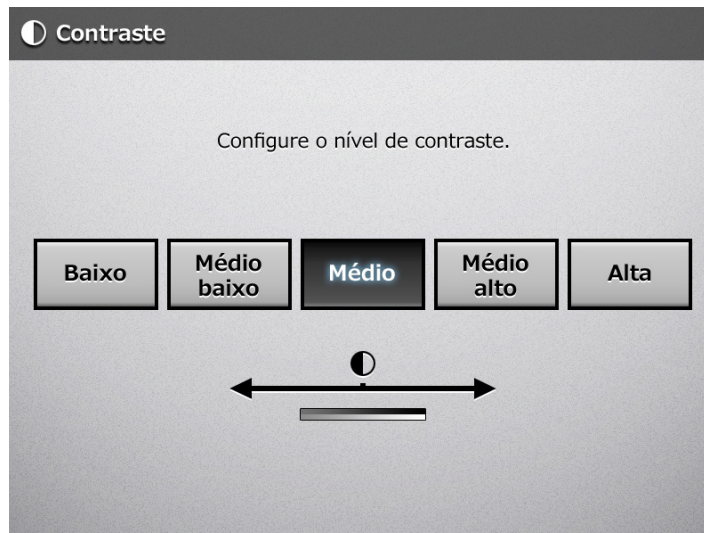 Contraste
Configure o nível de contraste.
Baixo
Médio
baixo
Médio
Médio
alto
Alta